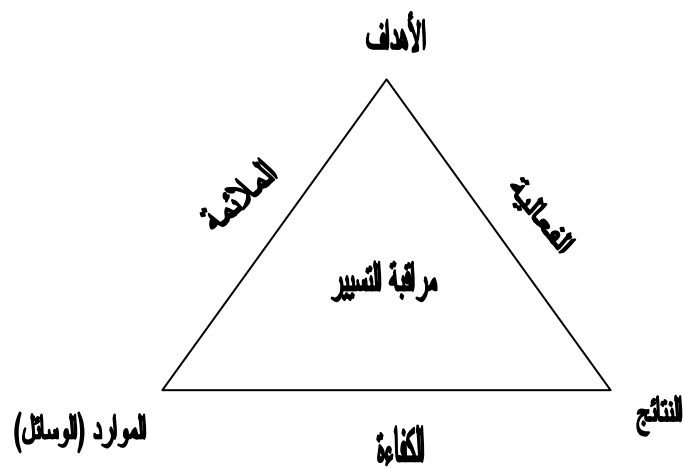 الأهداف
الملائمة
الفعالية
مراقبة التسيير
الموارد (الوسائل)
النتائج
الكفاءة